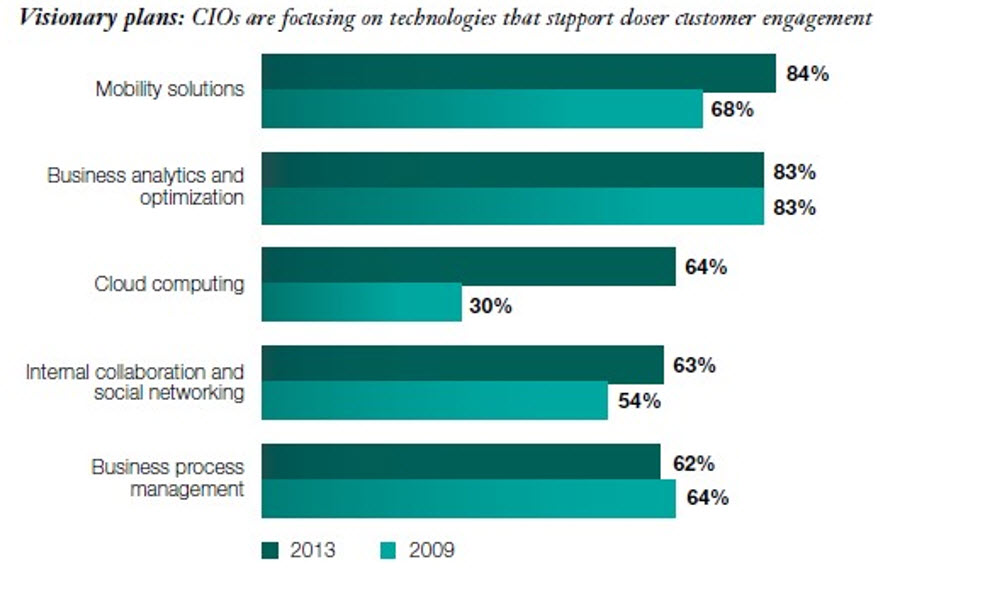 Visionary plans: CIOs are focusing on technologies that support doser customer engagement
Mobility solutions
84%
68%
Business analytics and
optimization
83%
83%
Cloud computing
64%
30%
Internal collaboration and
social networking
63%
54%
Business process
management
62%
64%
2013 2009